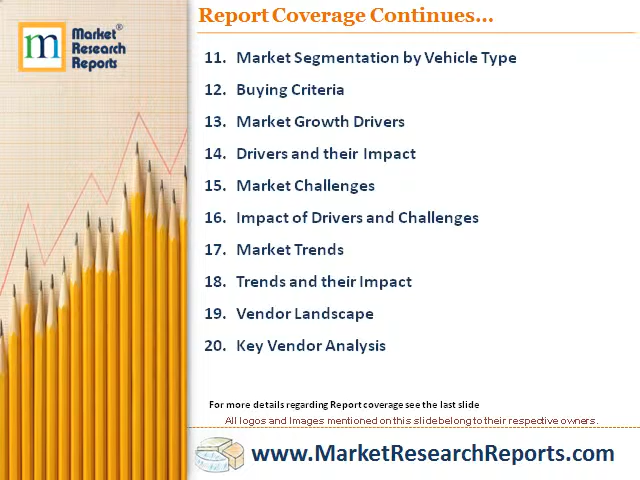 m
Market®
Research
Reports
Report Coverage Continues...
11. Market Segmentation by Vehicle Type
12. Buying Criteria
13. Market Growth Drivers
14. Drivers and their Impact
15. Market Challenges
16. Impact of Drivers and Challenges
17. Market Trends
18. Trends and their Impact
19. Vendor Landscape
20. Key Vendor Analysis
For more details regarding Report coverage see the last slide
All logos and Images mentioned on this slide belong to their respective owners.
www.MarketResearchReports.com